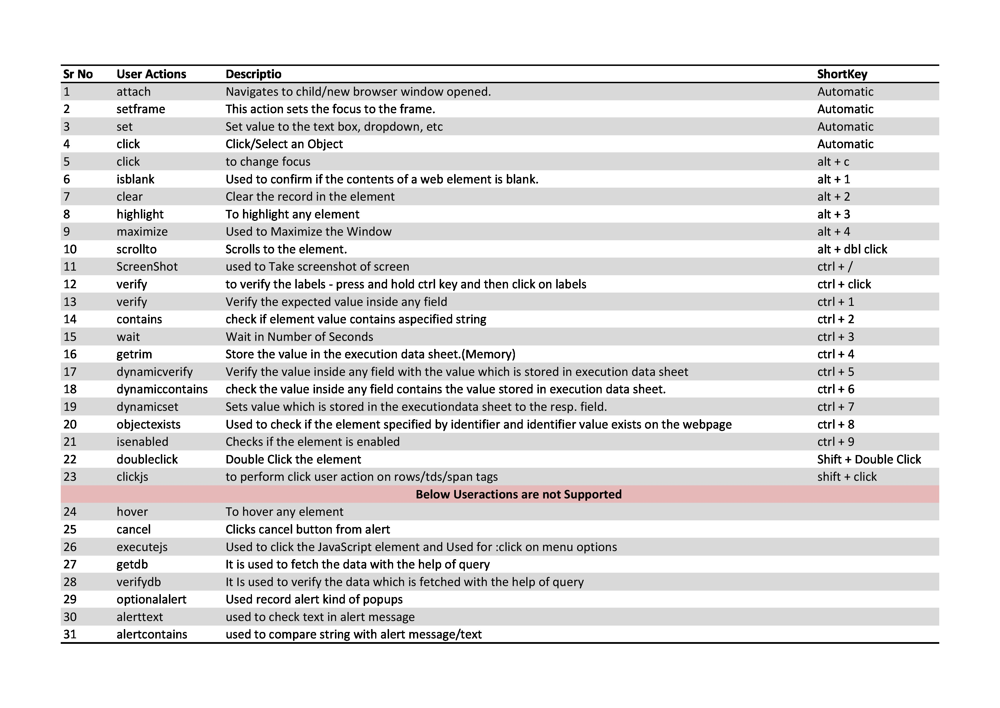 Sr No User Actions Descriptio ShortKey
1 attach Navigates to child/new browser window opened. Automatic
2 setframe This action sets the focus to the frame. Automatic
3 set Set value to the text box, dropdown, etc Automatic
4 click Click/Select an Object Automatic
5 click to change focus alt + c
6 isblank Used to confirm if the contents of a web element is blank. alt + 1
7 clear Clear the record in the element alt + 2
8 highlight To highlight any element alt + 3
9 maximize Used to Maximize the Window alt + 4
10 scrollto Scrolls to the element. alt + dbl click
11 ScreenShot used to Take screenshot of screen ctrl + /
12 verify to verify the labels - press and hold ctrl key and then click on labels ctrl + click
13 verify Verify the expected value inside any field ctrl + 1
14 contains check if element value contains aspecified string ctrl + 2
15 wait Wait in Number of Seconds ctrl + 3
16 getrim Store the value in the execution data sheet.(Memory) ctrl + 4
17 dynamicverify Verify the value inside any field with the value which is stored in execution data sheet ctrl + 5
18 dynamiccontains check the value inside any field contains the value stored in execution data sheet. ctrl + 6
19 dynamicset Sets value which is stored in the executiondata sheet to the resp. field. ctrl + 7
20 objectexists Used to check if the element specified by identifier and identifier value exists on the webpage ctrl + 8
21 isenabled Checks if the element is enabled ctrl + 9
22 doubleclick Double Click the element Shift + Double Click
23 clickjs to perform click user action on rows/tds/span tags shift + click
Below Useractions are not Supported
24 hover To hover any element
25 cancel Clicks cancel button from alert
26 executejs Used to click the JavaScript element and Used for :click on menu options
27 getdb It is used to fetch the data with the help of query
28 verifydb It Is used to verify the data which is fetched with the help of query
29 optionalalert Used record alert kind of popups
30 alerttext used to check text in alert message
31 alertcontains used to compare string with alert message/text